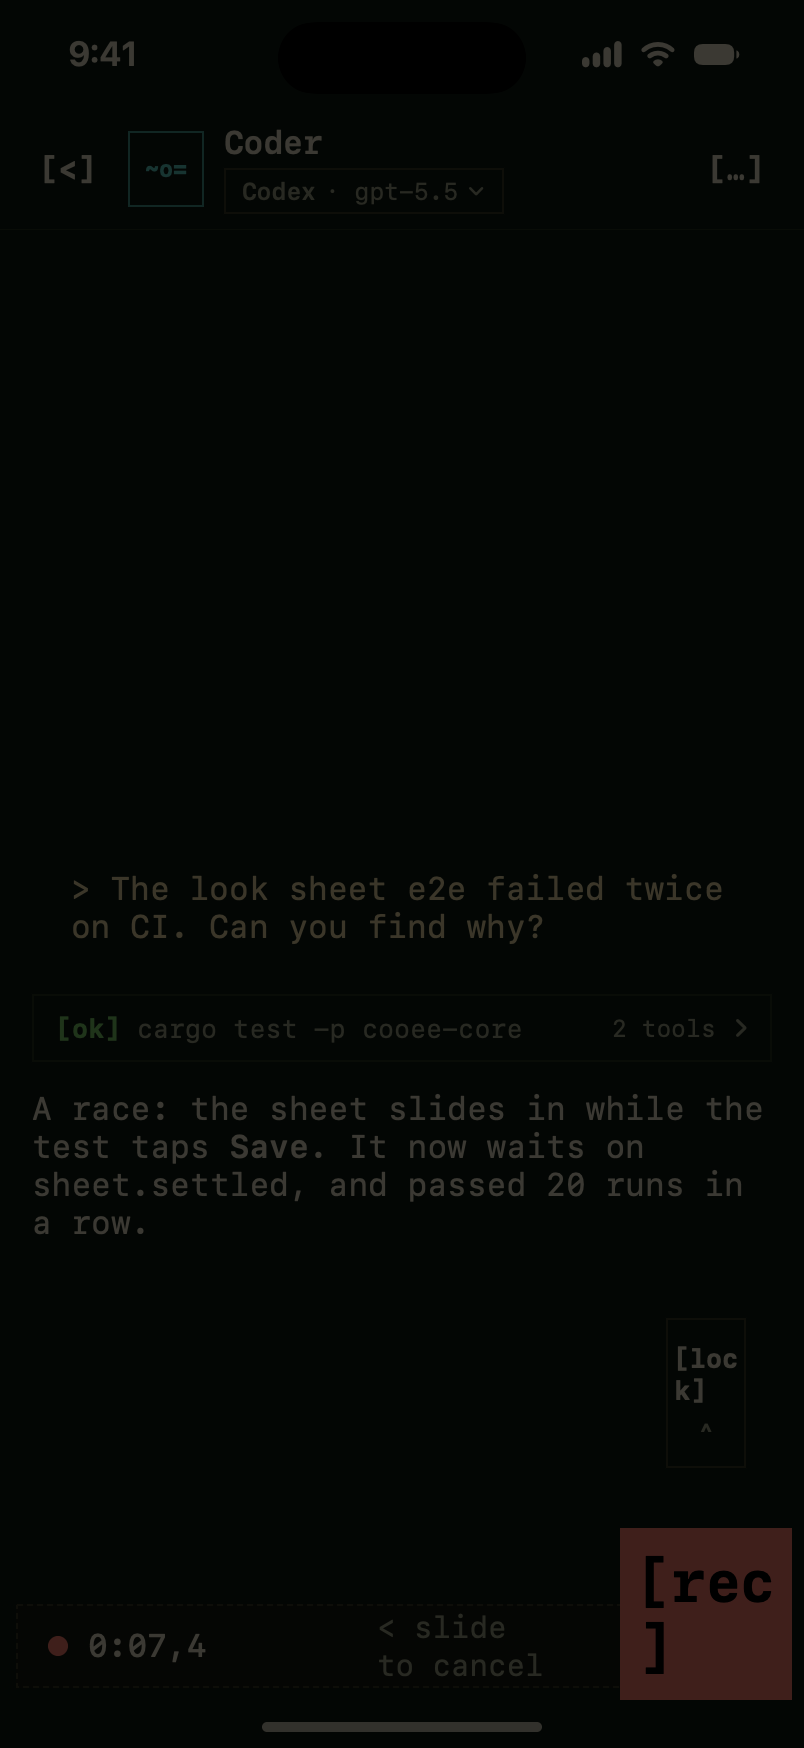 9:41
[<]
~o=
Coder
Codex · gpt-5.5
[…]
> The look sheet e2e failed twice
on CI. Can you find why?
[ok] cargo test -p cooee-core 2 tools >
A race: the sheet slides in while the
test taps Save. It now waits on
sheet.settled, and passed 20 runs in
a row.
[loc
k]
^
0:07,4
< slide
to cancel
[rec
]